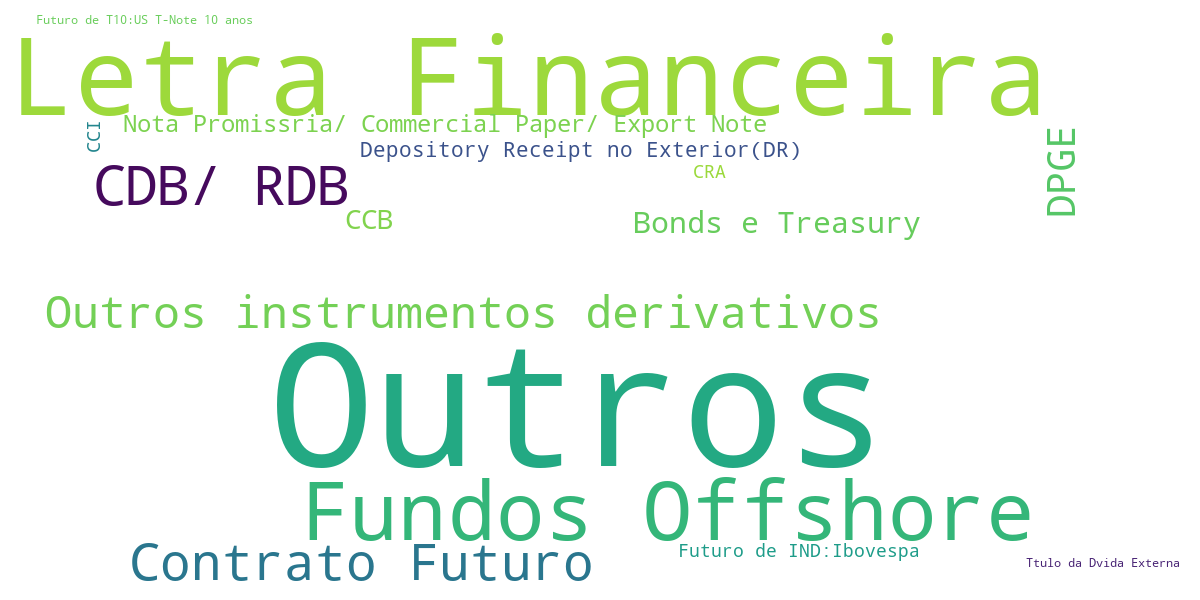 Futuro de T10:US T-Note 10 anos
Letra Financeira
CCI
Nota Promissria/ Commercial Paper/ Export Note
Depository Receipt no Exterior(DR)
DPGE
CRA
CDB/ RDB
CCB
Bonds e Treasury
Outros instrumentos derivativos
Outros
Fundos Offshore
Contrato Futuro
Futuro de IND:Ibovespa
Ttulo da Dvida Externa